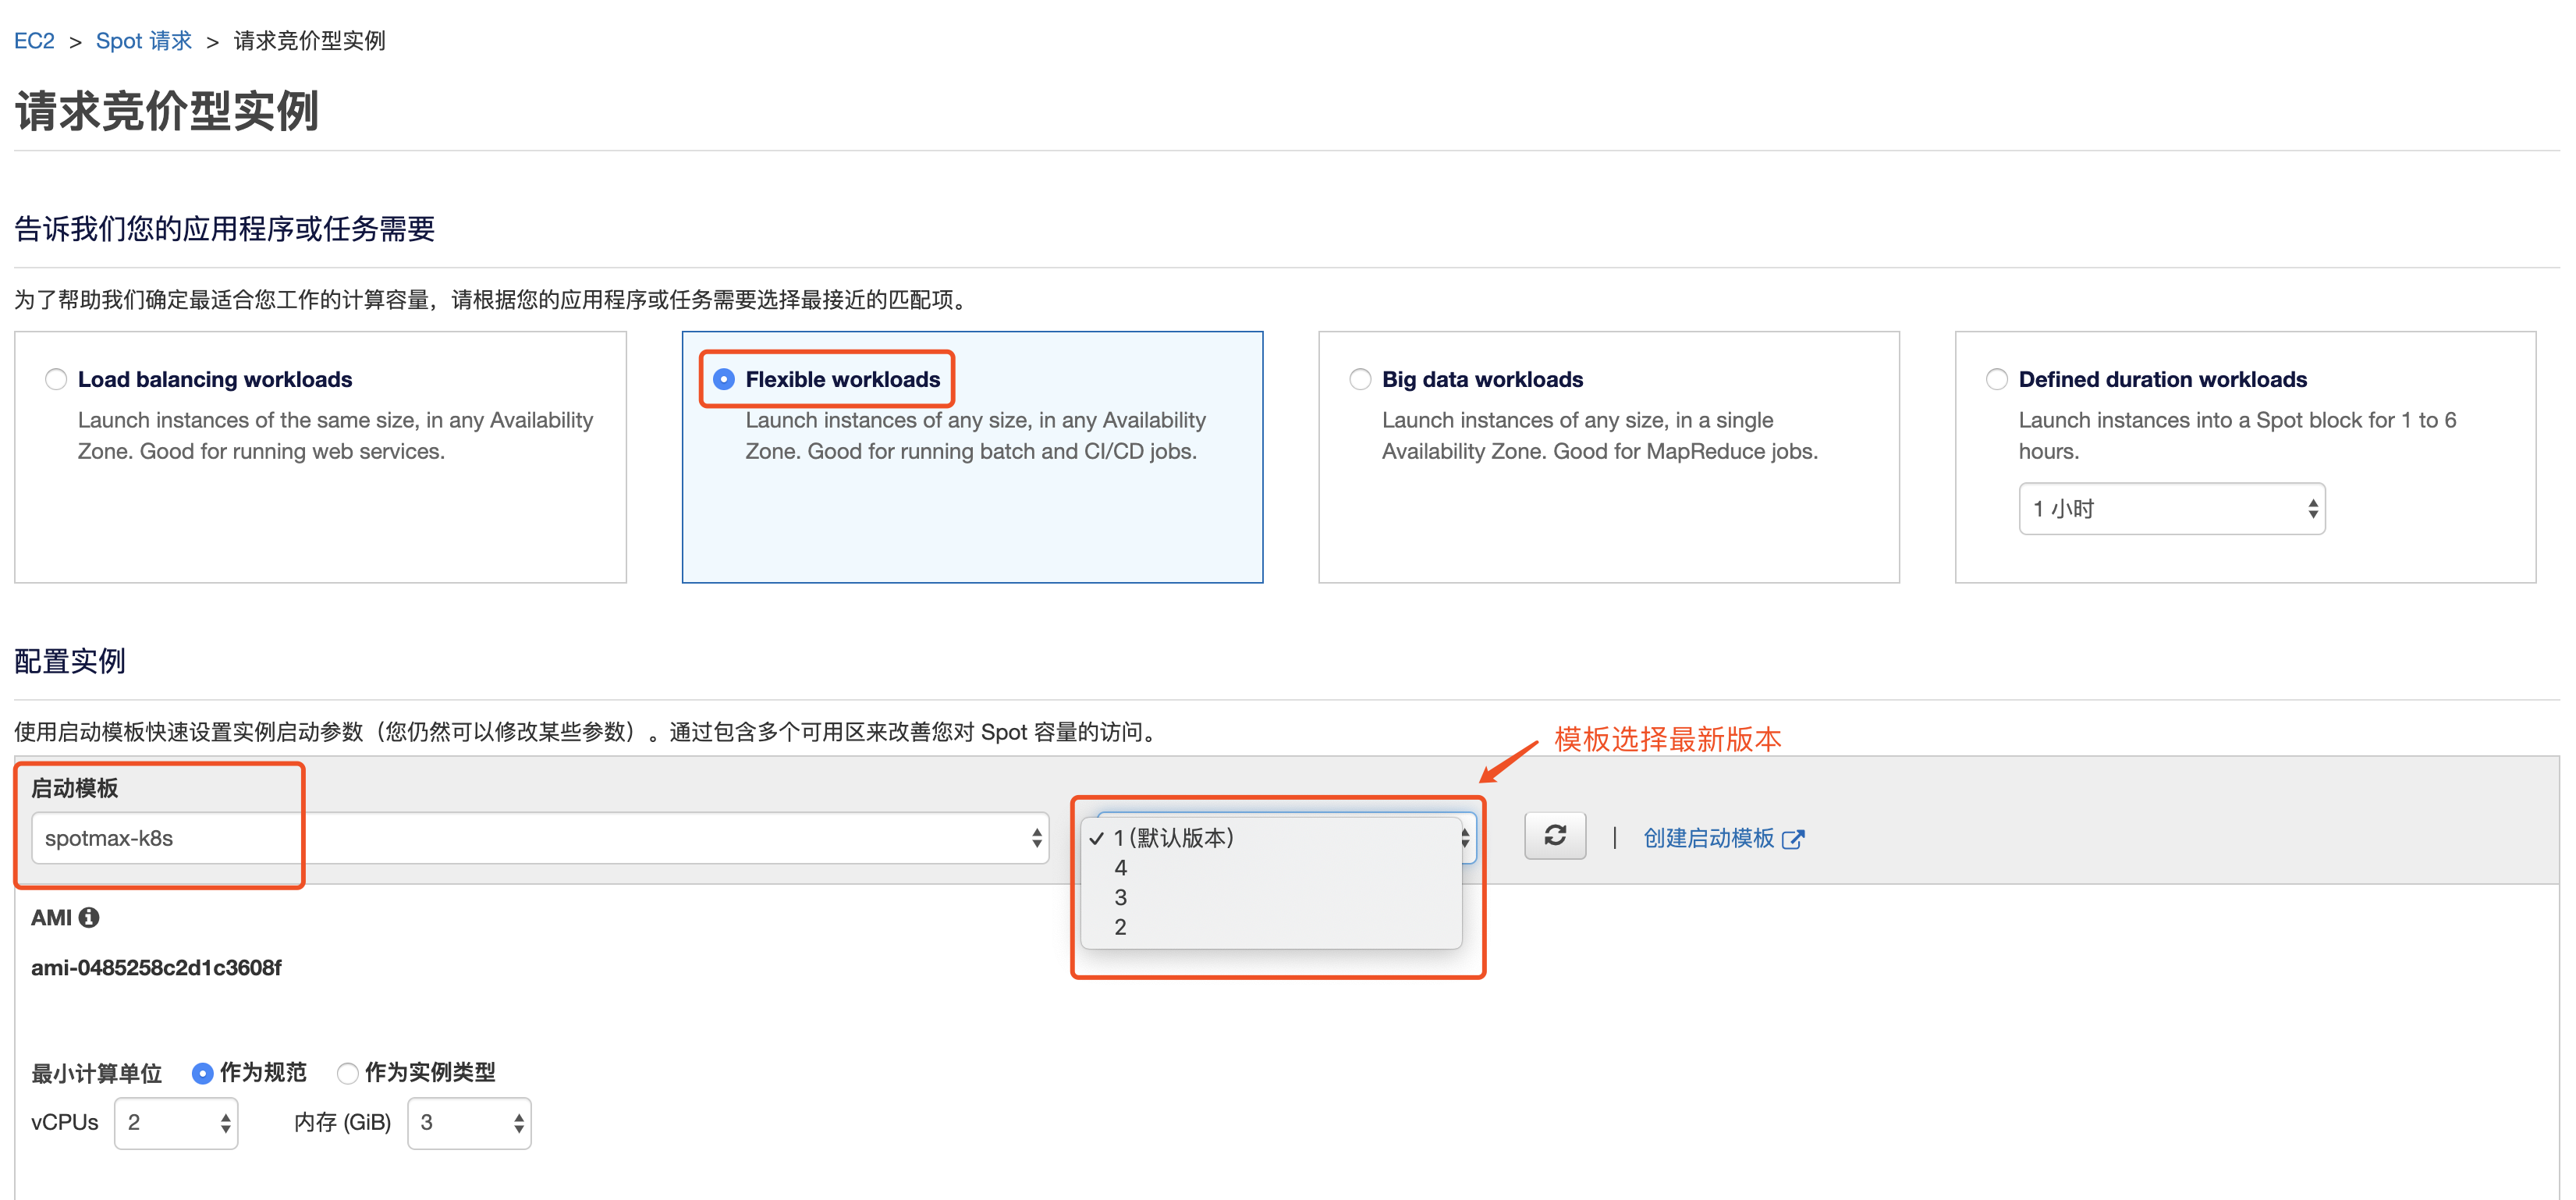 EC2 > Spot 请求 > 请求竞价型实例
请求竞价型实例
告诉我们您的应用程序或任务需要
为了帮助我们确定最适合您工作的计算容量，请根据您的应用程序或任务需要选择最接近的匹配项。
Load balancing workloads
Launch instances of the same size, in any Availability
Zone. Good for running web services.
Flexible workloads
Launch instances of any size, in any Availability
Zone. Good for running batch and CI/CD jobs.
Big data workloads
Launch instances of any size, in a single
Availability Zone. Good for MapReduce jobs.
Defined duration workloads
Launch instances into a Spot block for 1 to 6
hours.
1 小时
配置实例
使用启动模板快速设置实例启动参数（您仍然可以修改某些参数）。通过包含多个可用区来改善您对 Spot 容量的访问。
模板选择最新版本
启动模板
spotmax-k8s
✓ 1 (默认版本)
4
3
2
| 创建启动模板
AMI
ami-0485258c2d1c3608f
最小计算单位 作为规范 作为实例类型
vCPUs 2 内存 (GiB) 3